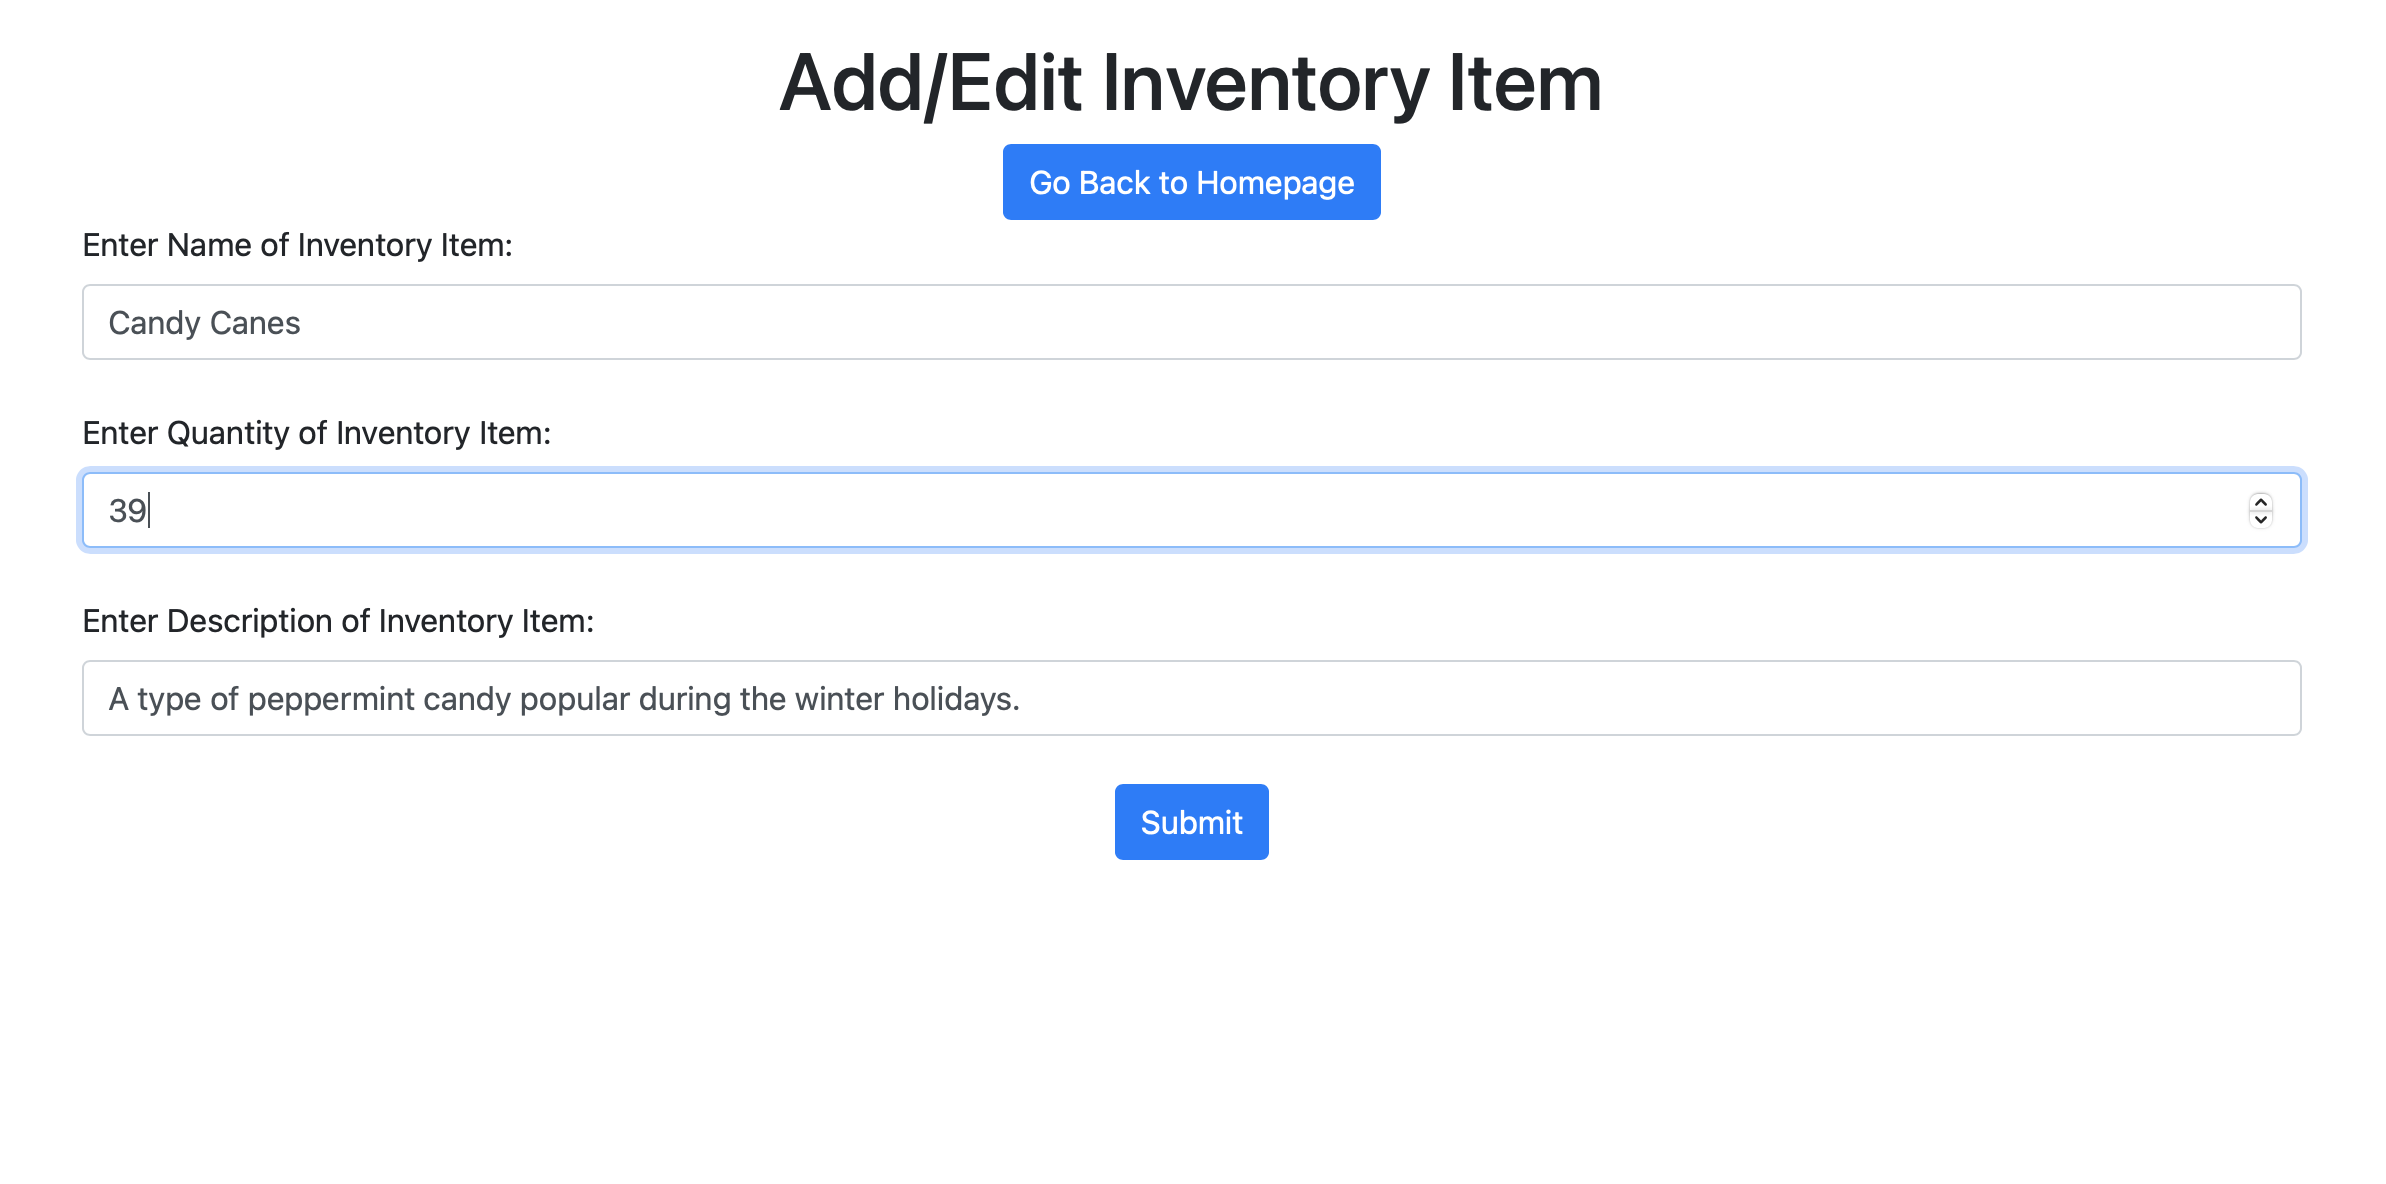 Add/Edit Inventory Item
Go Back to Homepage
Enter Name of Inventory Item:
Candy Canes
Enter Quantity of Inventory Item:
39
Enter Description of Inventory Item:
A type of peppermint candy popular during the winter holidays.
Submit